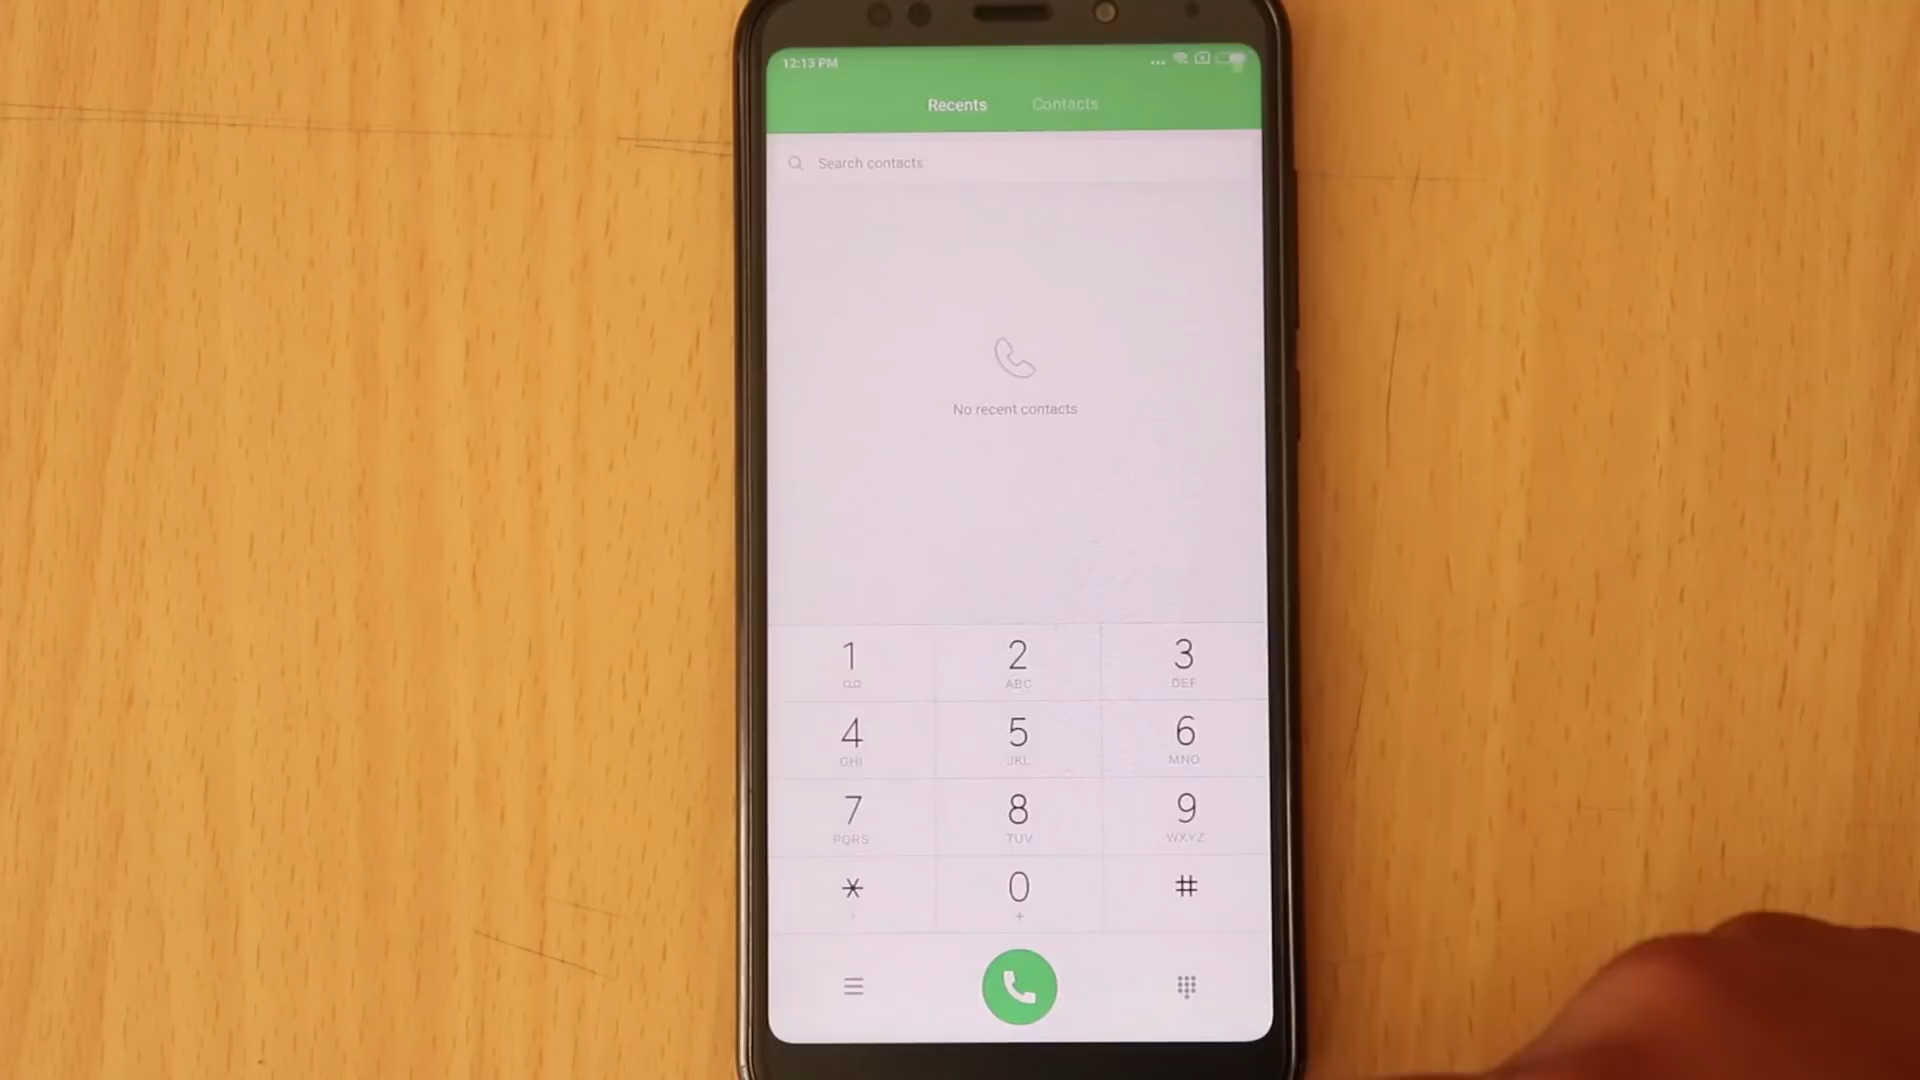 12:13 PM
Recents Contacts
Search contacts
No recent contacts
1 2 3
ABC DEF
4 5 6
GHI JKL MNO
7 8 9
PQRS TUV WXYZ
* 0 #
+